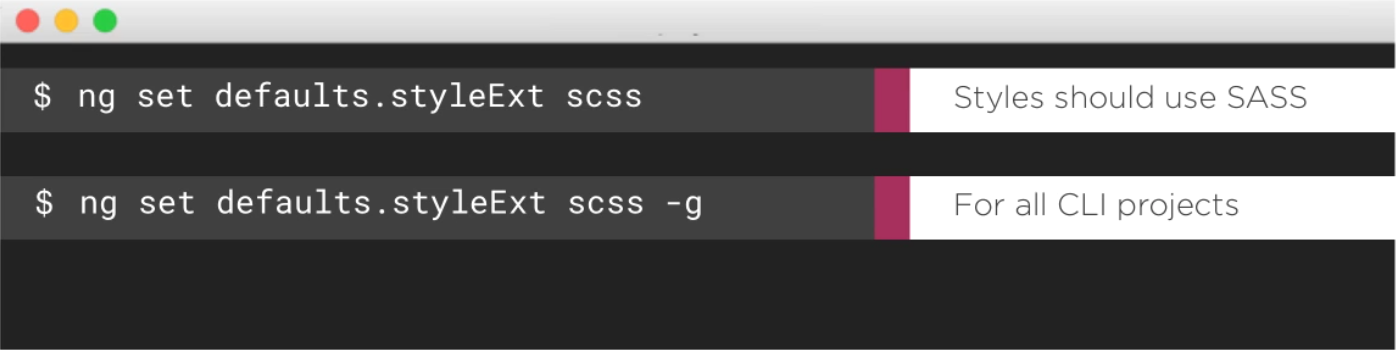 $ ng set defaults.styleExt scss
Styles should use SASS
$ ng set defaults.styleExt scss -g
For all CLI projects